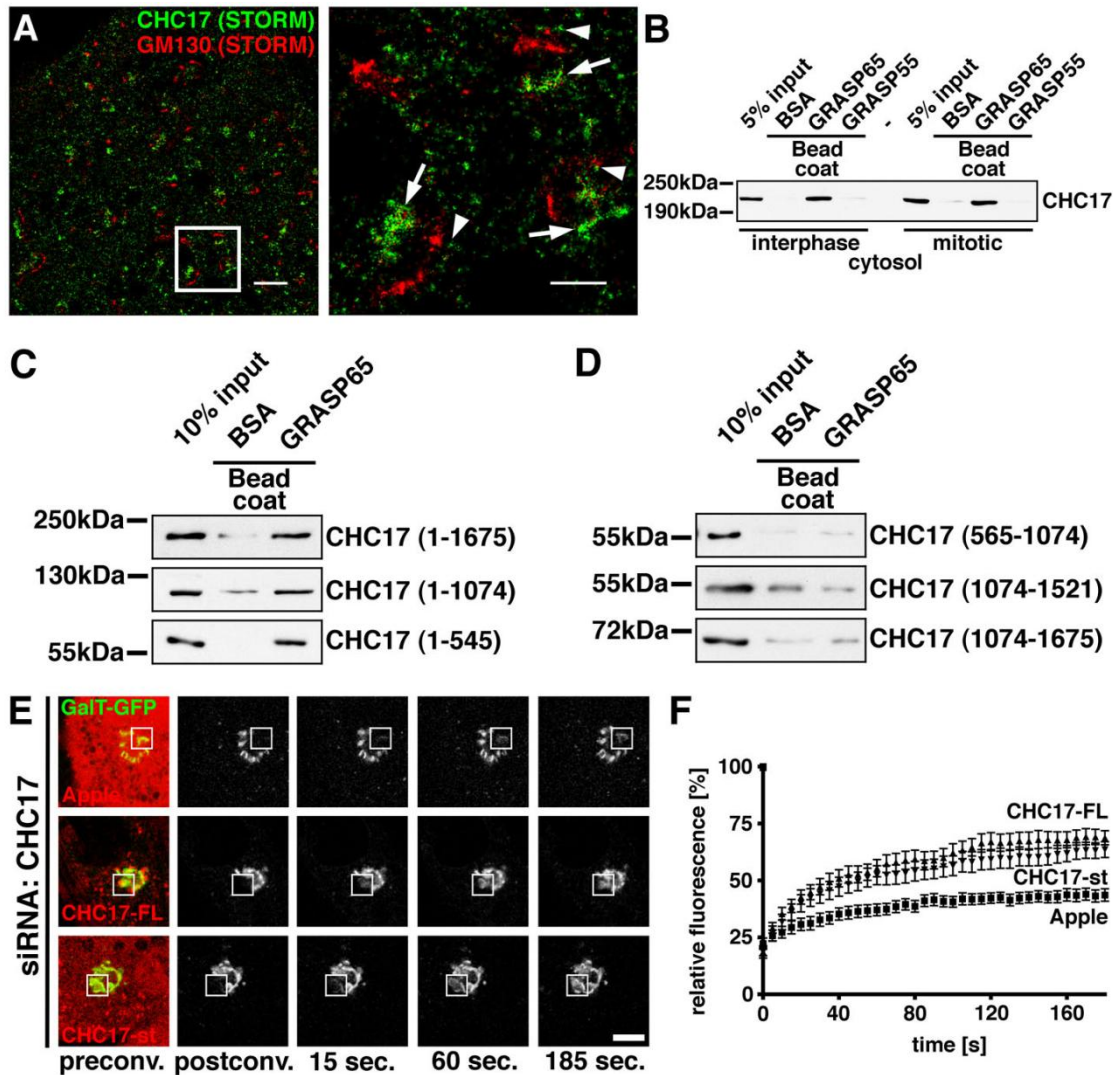 A
CHC17 (STORM)
GM130 (STORM)
B
5% input
BSA
GRASP65
GRASP55
-
5% input
BSA
GRASP65
GRASP55
Bead
coat
Bead
coat
250kDa
190kDa
CHC17
interphase
mitotic
cytosol
C
10% input
BSA
GRASP65
Bead
coat
250kDa
CHC17 (1-1675)
130kDa
CHC17 (1-1074)
55kDa
CHC17 (1-545)
D
10% input
BSA
GRASP65
Bead
coat
55kDa
CHC17 (565-1074)
55kDa
CHC17 (1074-1521)
72kDa
CHC17 (1074-1675)
E
siRNA: CHC17
GalT-GFP
Apple
CHC17-FL
CHC17-st
preconv. postconv. 15 sec. 60 sec. 185 sec.
F
relative fluorescence [%]
100
75
50
25
0
CHC17-FL
CHC17-st
Apple
0 40 80 120 160
time [s]